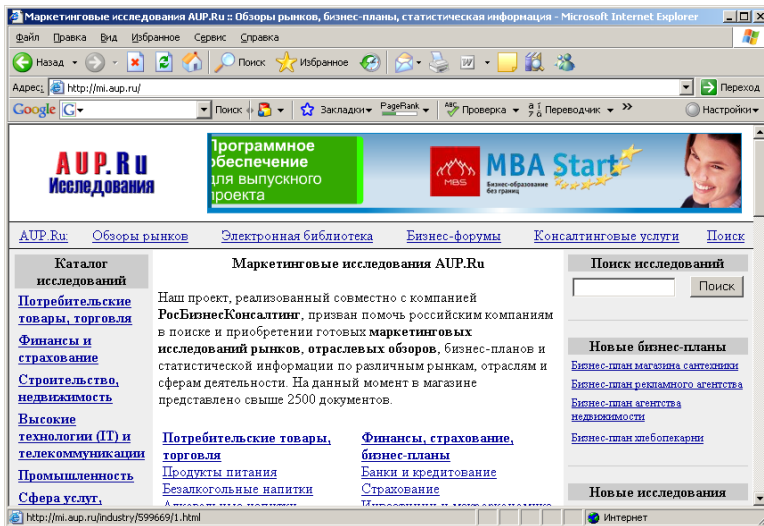 Маркетинговые исследования AUP.Ru :: Обзоры рынков, бизнес-планы, статистическая информация - Microsoft Internet Explorer
Файл Правка Вид Избранное Сервис Справка
Назад Поиск Избранное
Адрес: http://mi.aup.ru/ Переход
Google G Поиск Закладки PageRank ABC Проверка Переводчик » Настройки
AUP.Ru
Исследования
Программное
обеспечение
для выпускного
проекта
MBS
MBA Start
Бизнес-образование
без границ
AUP.Ru: Обзоры рынков Электронная библиотека Бизнес-форумы Консалтинговые услуги Поиск
Каталог
исследований
Потребительские
товары, торговля
Финансы и
страхование
Строительство,
недвижимость
Высокие
технологии (IT) и
телекоммуникации
Промышленность
Сфера услуг,
Маркетинговые исследования AUP.Ru
Наш проект, реализованный совместно с компанией
РосБизнесКонсалтинг, призван помочь российским компаниям
в поиске и приобретении готовых маркетинговых
исследований рынков, отраслевых обзоров, бизнес-планов и
статистической информации по различным рынкам, отраслям и
сферам деятельности. На данный момент в магазине
представлено свыше 2500 документов.
Потребительские товары,
торговля
Продукты питания
Безалкогольные напитки
Алкогольные напитки
Финансы, страхование,
бизнес-планы
Банки и кредитование
Страхование
Инвестиции и макроэкономика
Поиск исследований
Поиск
Новые бизнес-планы
Бизнес-план магазина сантехники
Бизнес-план рекламного агентства
Бизнес-план агентства
недвижимости
Бизнес-план хлебопекарни
Новые исследования
http://mi.aup.ru/industry/599669/1.html Интернет